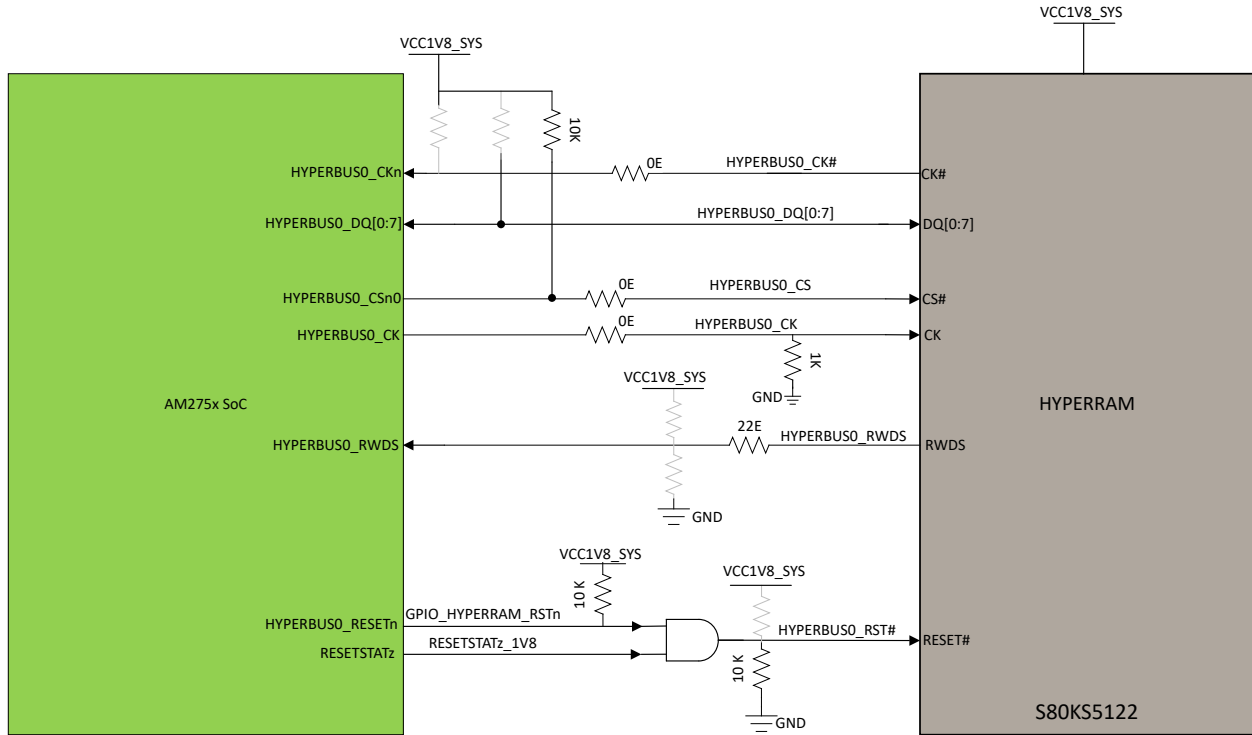 VCC1V8_SYS
VCC1V8_SYS
10K
HYPERBUS0_CKn
0E
HYPERBUS0_CK#
CK#
HYPERBUS0_DQ[0:7]
HYPERBUS0_DQ[0:7]
DQ[0:7]
HYPERBUS0_CSn0
0E
HYPERBUS0_CS
CS#
HYPERBUS0_CK
0E
HYPERBUS0_CK
CK
1K
GND
VCC1V8_SYS
AM275x SoC
HYPERRAM
HYPERBUS0_RWDS
22E
HYPERBUS0_RWDS
RWDS
GND
VCC1V8_SYS
10 K
VCC1V8_SYS
HYPERBUS0_RESETn
GPIO_HYPERRAM_RSTn
HYPERBUS0_RST#
RESET#
RESETSTATz
RESETSTATz_1V8
10 K
GND
S80KS5122